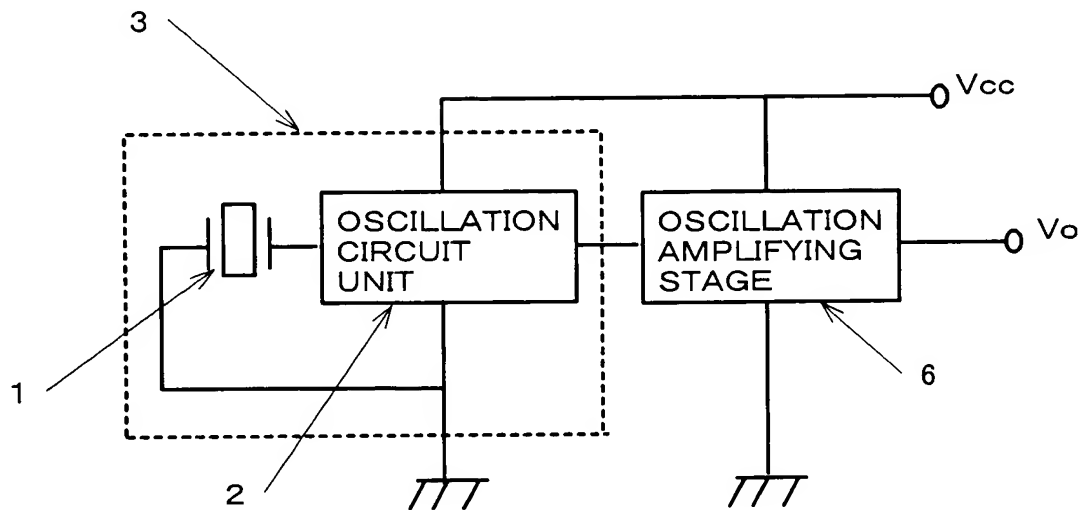 3
Vcc
OSCILLATION
CIRCUIT
UNIT
OSCILLATION
AMPLIFYING
STAGE
Vo
1
2
6